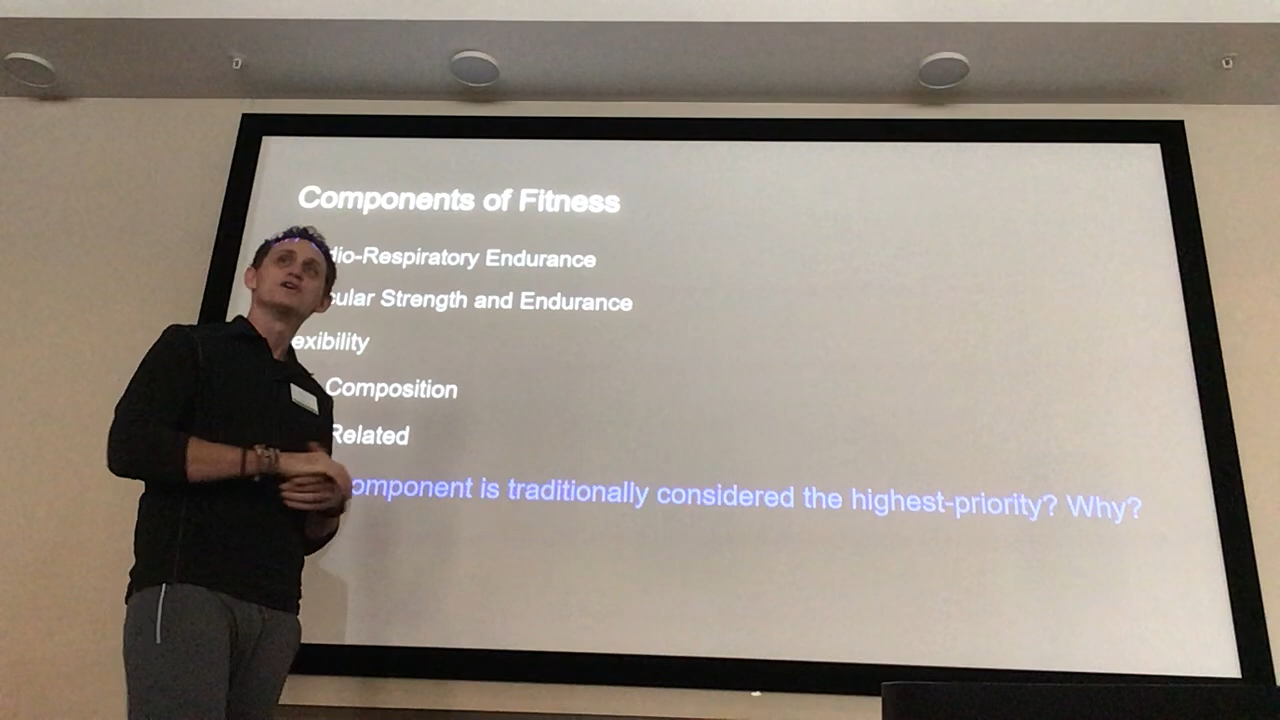 Components of Fitness
dio-Respiratory Endurance
cular Strength and Endurance
exibility
Composition
Related
omponent is traditionally considered the highest-priority? Why?